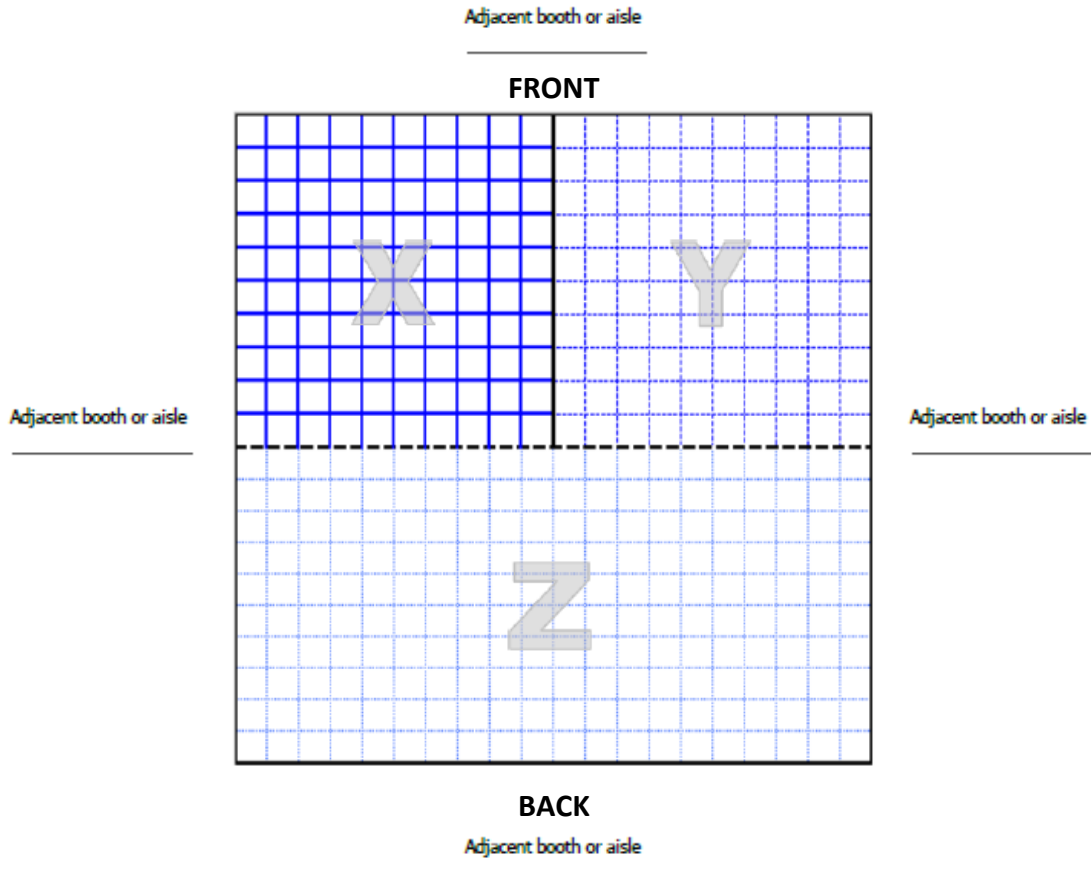 Adjacent booth or aisle
FRONT
X Y
Adjacent booth or aisle Adjacent booth or aisle
Z
BACK
Adjacent booth or aisle